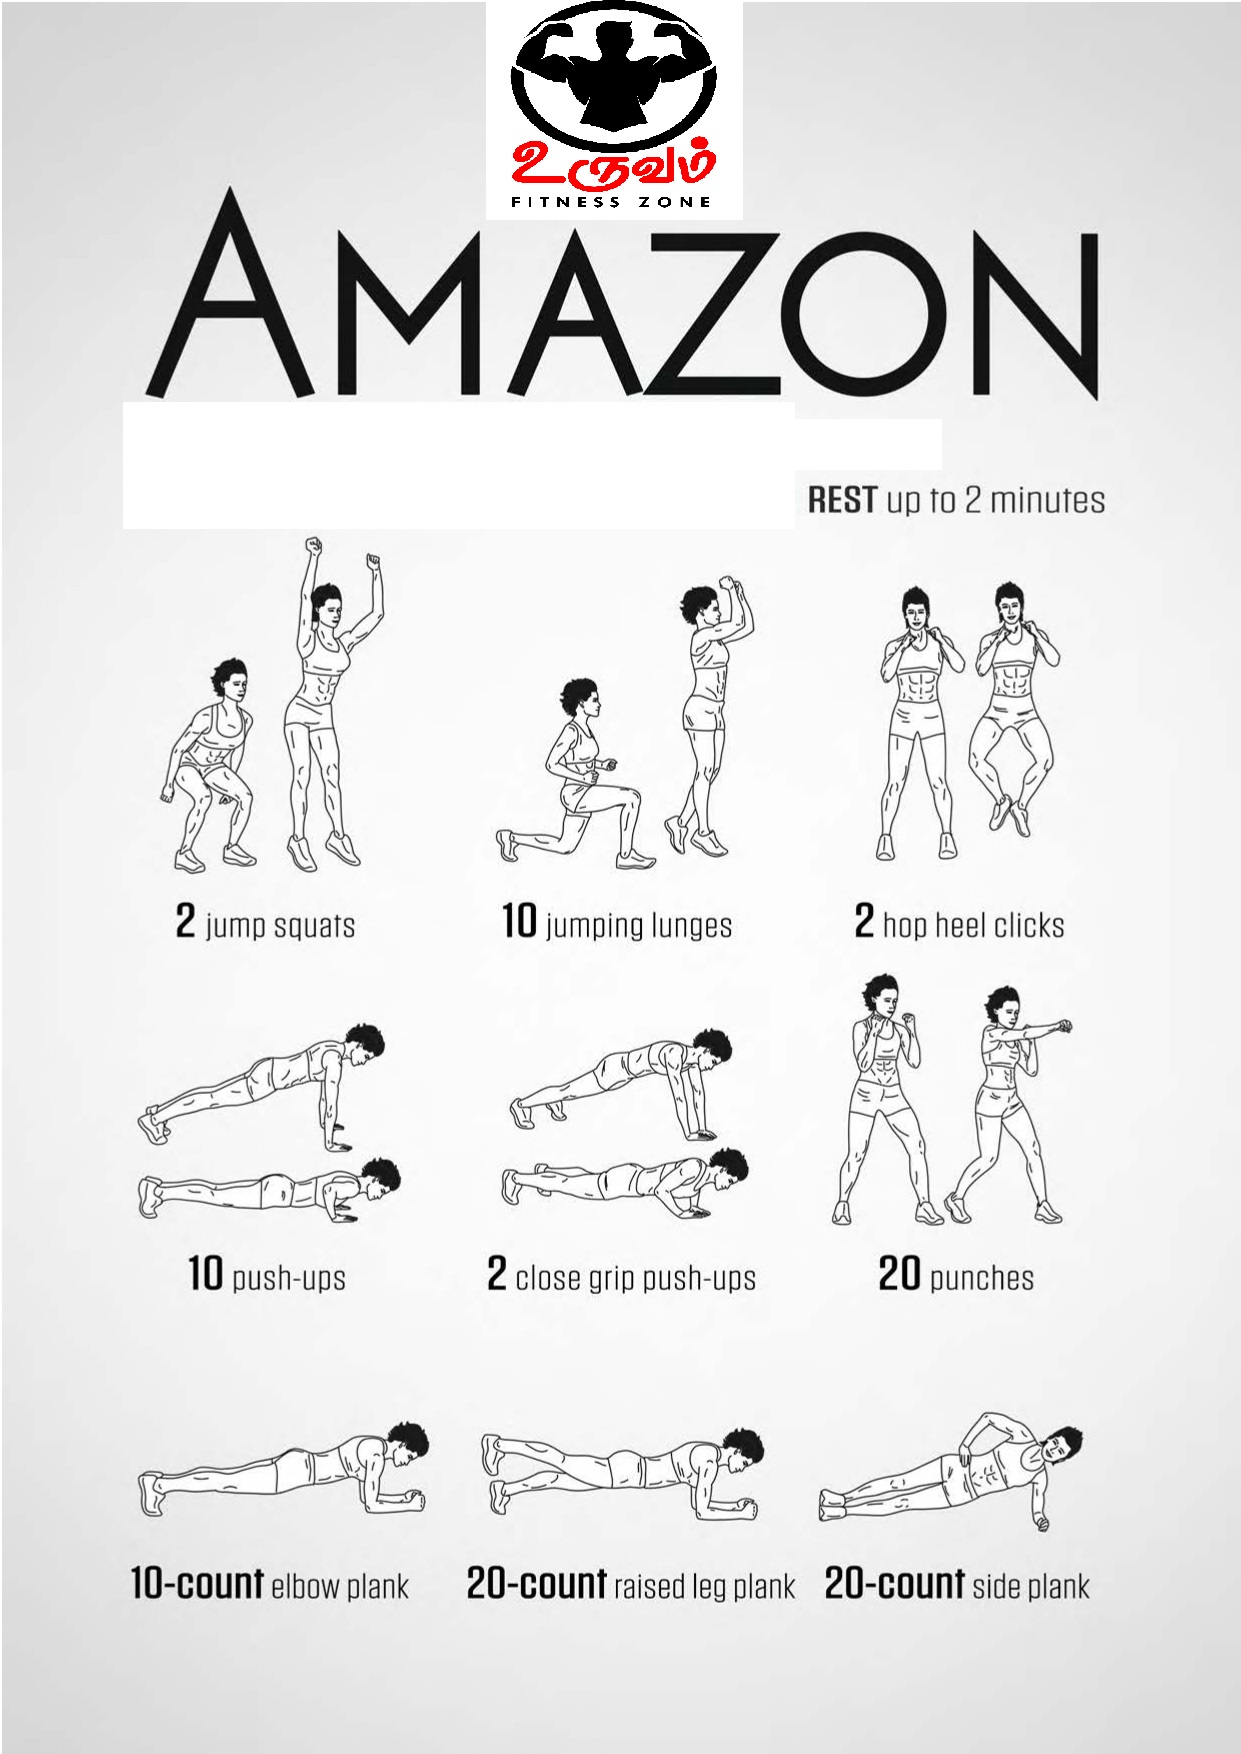 உருவம்
FITNESS ZONE
AMAZON
REST up to 2 minutes
2 jump squats
10 jumping lunges
2 hop heel clicks
10 push-ups
2 close grip push-ups
20 punches
10-count elbow plank
20-count raised leg plank
20-count side plank